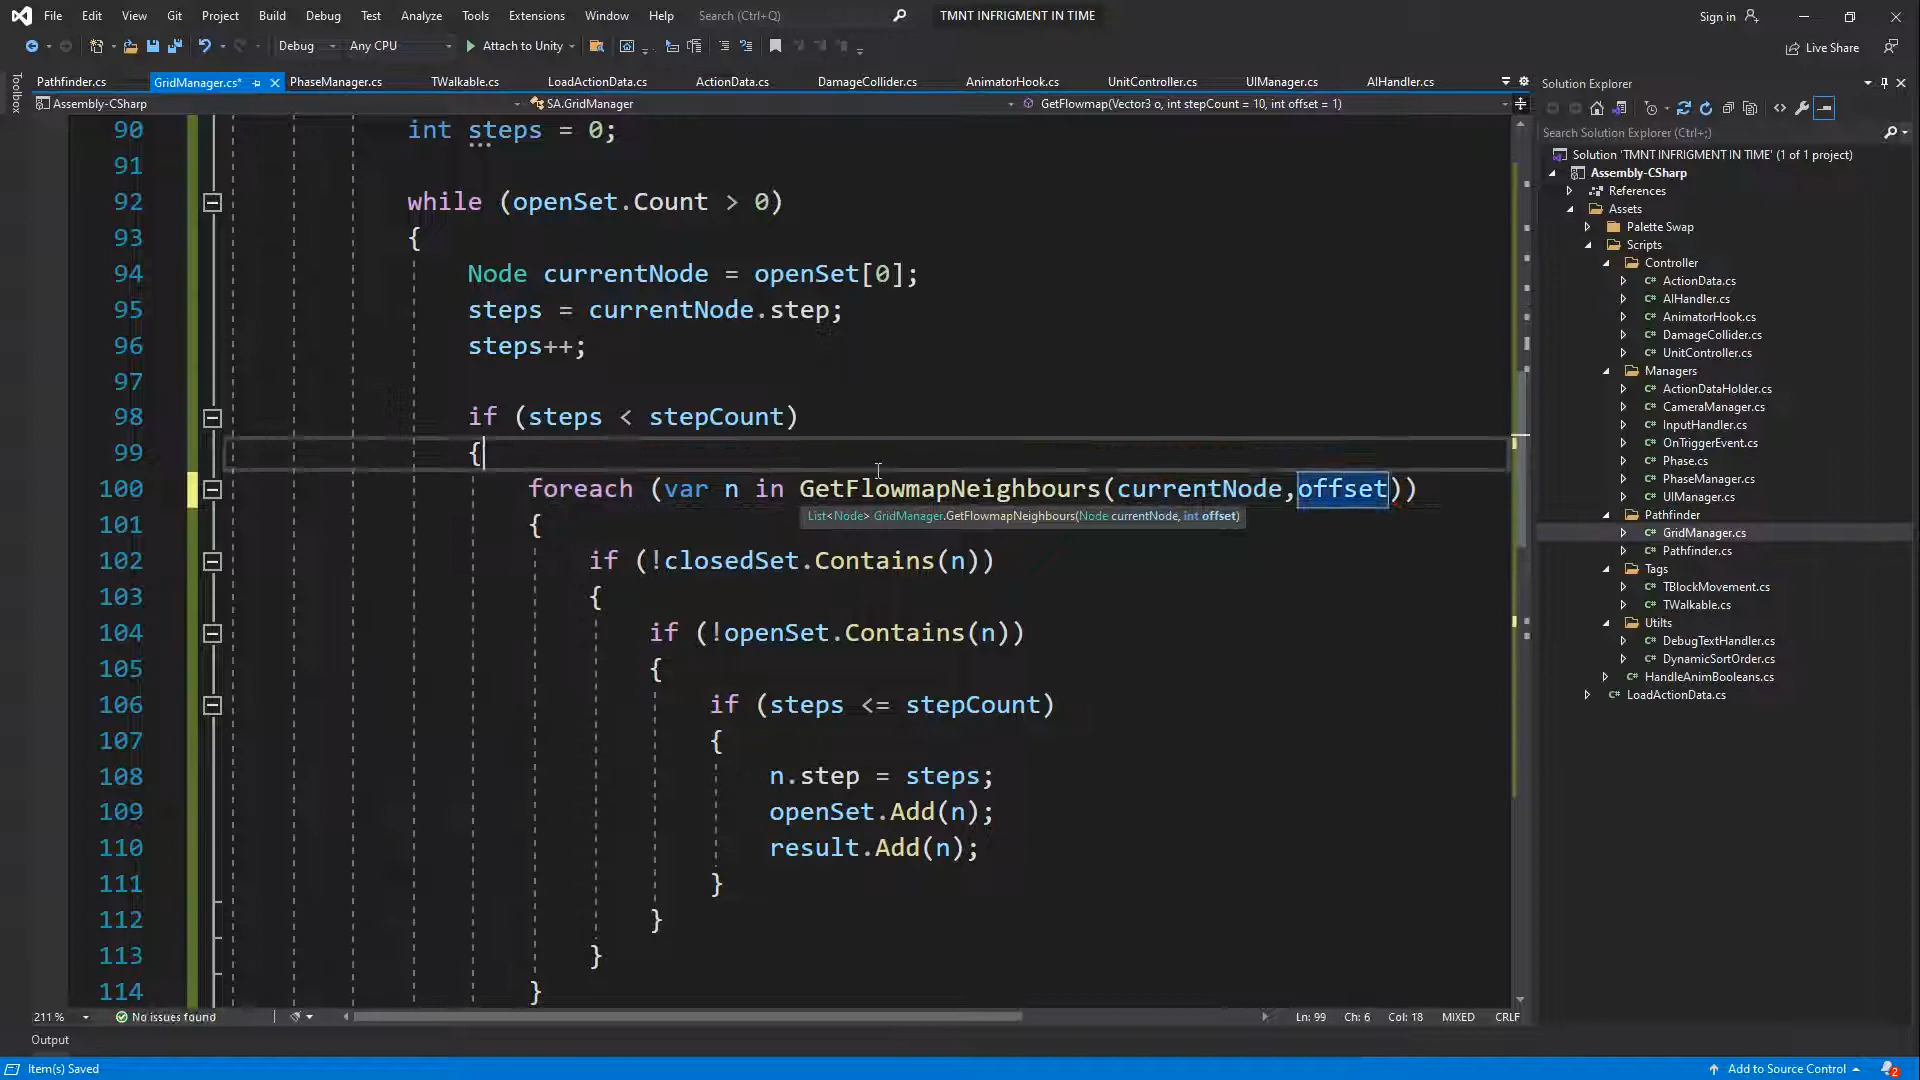 File Edit View Git Project Build Debug Test Analyze Tools Extensions Window Help Search (Ctrl+Q) TMNT INFRIGMENT IN TIME Sign in
Debug Any CPU Attach to Unity Live Share
Toolbox
Pathfinder.cs GridManager.cs* PhaseManager.cs TWalkable.cs LoadActionData.cs ActionData.cs DamageCollider.cs AnimatorHook.cs UnitController.cs UIManager.cs AIHandler.cs
Assembly-CSharp SA.GridManager GetFlowmap(Vector3 o, int stepCount = 10, int offset = 1)
90 int steps = 0;
91
92 while (openSet.Count > 0)
93 {
94 Node currentNode = openSet[0];
95 steps = currentNode.step;
96 steps++;
97
98 if (steps < stepCount)
99 {
100 foreach (var n in GetFlowmapNeighbours(currentNode,offset))
List<Node> GridManager.GetFlowmapNeighbours(Node currentNode, int offset)
101 {
102 if (!closedSet.Contains(n))
103 {
104 if (!openSet.Contains(n))
105 {
106 if (steps <= stepCount)
107 {
108 n.step = steps;
109 openSet.Add(n);
110 result.Add(n);
111 }
112 }
113 }
114 }
211 % No issues found Ln: 99 Ch: 6 Col: 18 MIXED CRLF
Output
Item(s) Saved Add to Source Control 2
Solution Explorer
Search Solution Explorer (Ctrl+;)
Solution 'TMNT INFRIGMENT IN TIME' (1 of 1 project)
Assembly-CSharp
References
Assets
Palette Swap
Scripts
Controller
C# ActionData.cs
C# AIHandler.cs
C# AnimatorHook.cs
C# DamageCollider.cs
C# UnitController.cs
Managers
C# ActionDataHolder.cs
C# CameraManager.cs
C# InputHandler.cs
C# OnTriggerEvent.cs
C# Phase.cs
C# PhaseManager.cs
C# UIManager.cs
Pathfinder
C# GridManager.cs
C# Pathfinder.cs
Tags
C# TBlockMovement.cs
C# TWalkable.cs
Utilts
C# DebugTextHandler.cs
C# DynamicSortOrder.cs
C# HandleAnimBooleans.cs
C# LoadActionData.cs